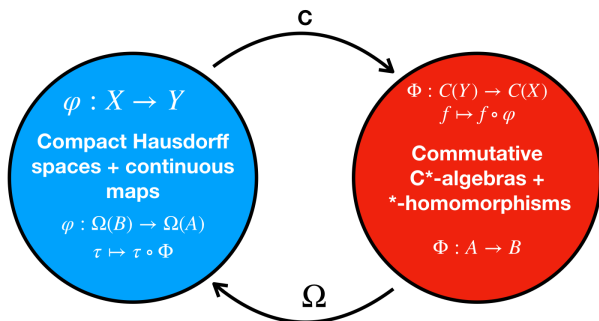 C
φ : X → Y
Compact Hausdorff
spaces + continuous
maps
φ : Ω(B) → Ω(A)
τ ↦ τ ∘ Φ
Φ : C(Y) → C(X)
f ↦ f ∘ φ
Commutative
C*-algebras +
*-homomorphisms
Φ : A → B
Ω